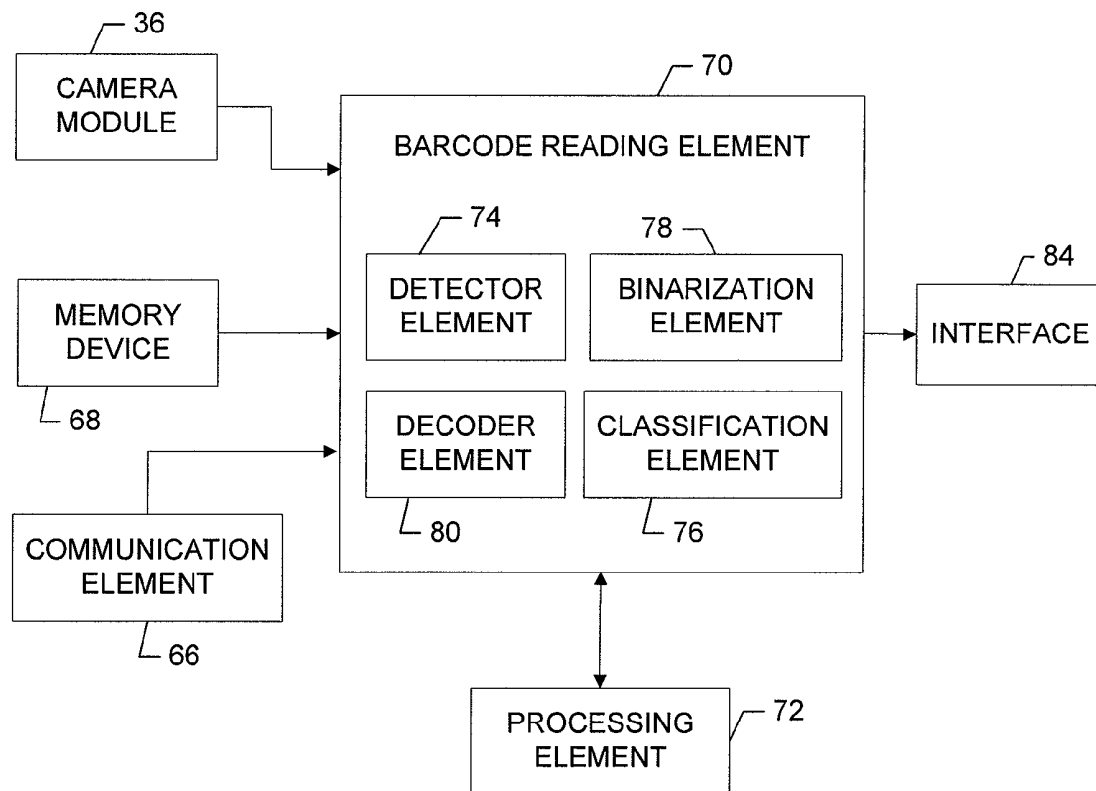 36
CAMERA
MODULE
70
BARCODE READING ELEMENT
74
DETECTOR
ELEMENT
78
BINARIZATION
ELEMENT
84
INTERFACE
MEMORY
DEVICE
68
DECODER
ELEMENT
80
CLASSIFICATION
ELEMENT
76
COMMUNICATION
ELEMENT
66
PROCESSING
ELEMENT
72